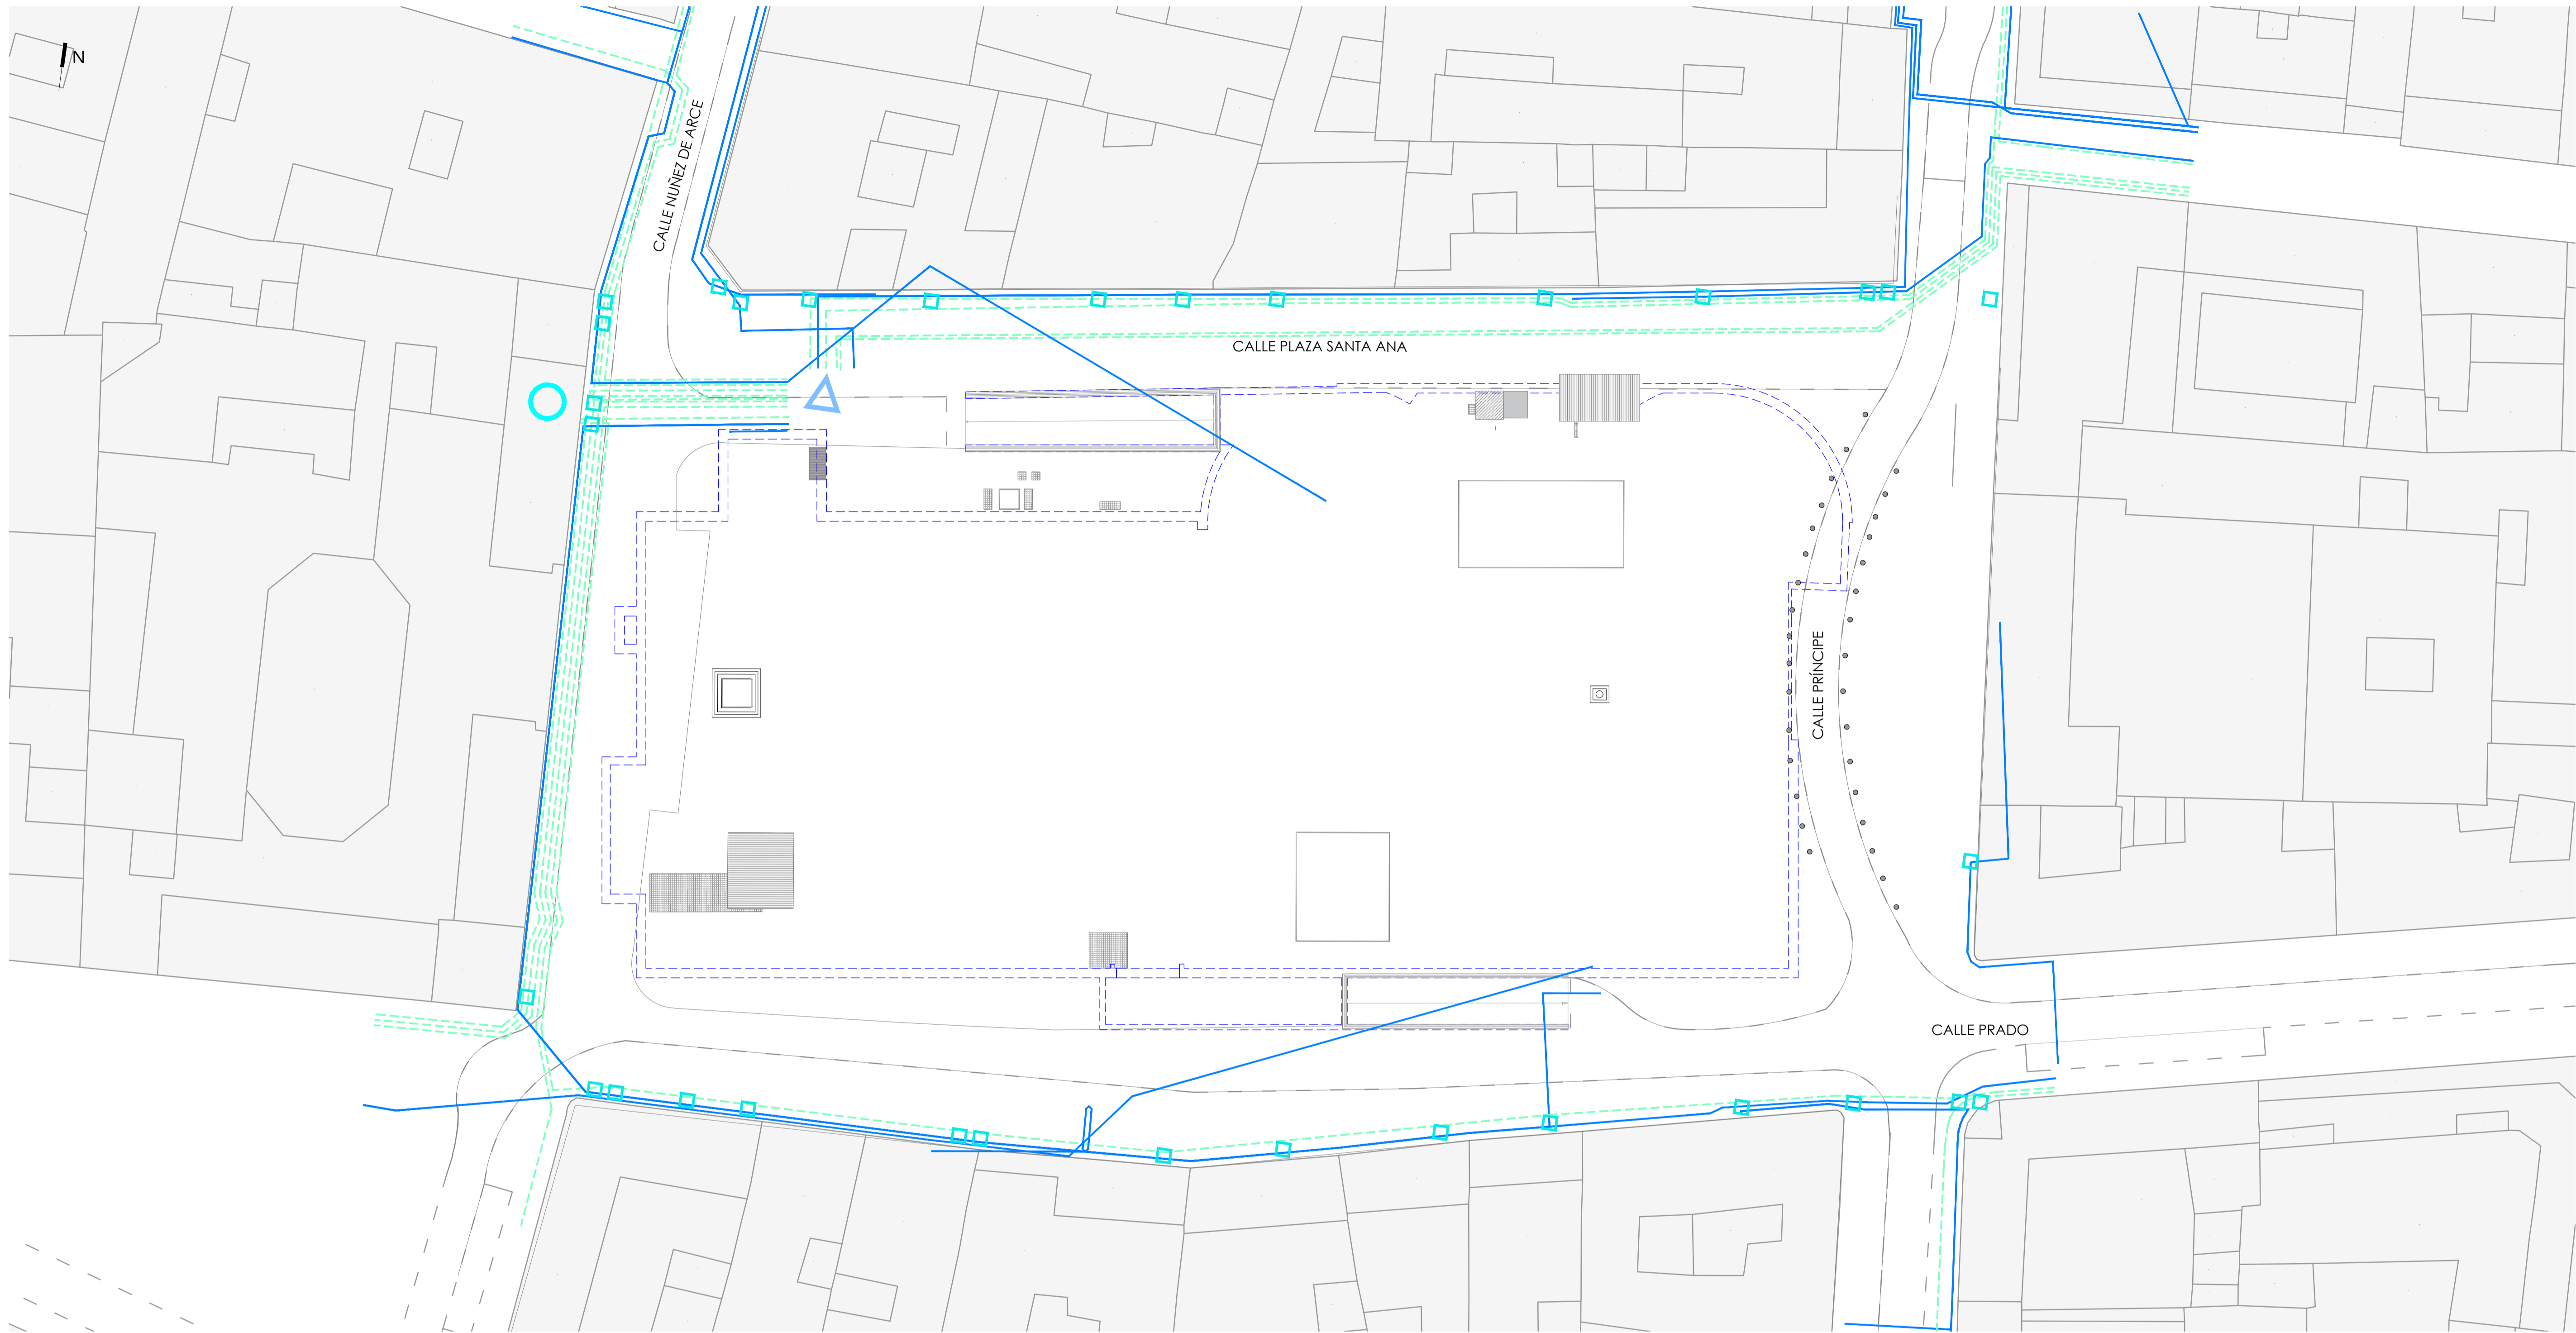 N
CALLE NUÑEZ DE ARCE
CALLE PLAZA SANTA ANA
CALLE PRÍNCIPE
CALLE PRADO